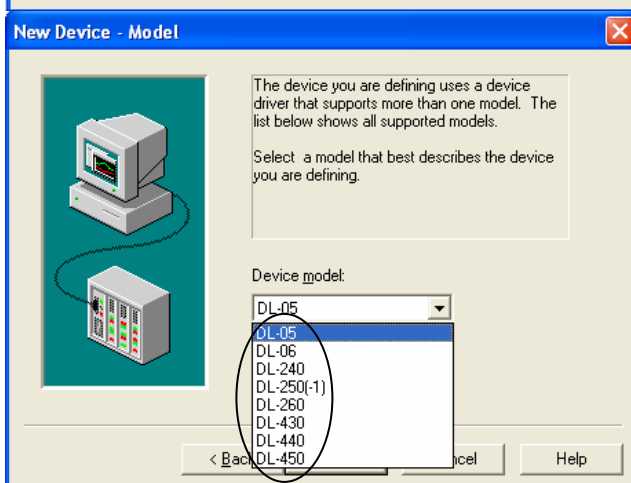 New Device - Model
The device you are defining uses a device
driver that supports more than one model. The
list below shows all supported models.
Select a model that best describes the device
you are defining.
Device model:
DL-05
DL-05
DL-06
DL-240
DL-250(-1)
DL-260
DL-430
DL-440
DL-450
Help